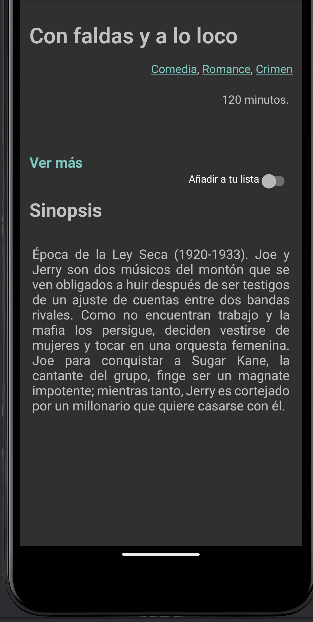 Con faldas y a lo loco
Comedia, Romance, Crimen
120 minutos.
Ver más
Añadir a tu lista
Sinopsis
Época de la Ley Seca (1920-1933). Joe y
Jerry son dos músicos del montón que se
ven obligados a huir después de ser testigos
de un ajuste de cuentas entre dos bandas
rivales. Como no encuentran trabajo y la
mafia los persigue, deciden vestirse de
mujeres y tocar en una orquesta femenina.
Joe para conquistar a Sugar Kane, la
cantante del grupo, finge ser un magnate
impotente; mientras tanto, Jerry es cortejado
por un millonario que quiere casarse con él.